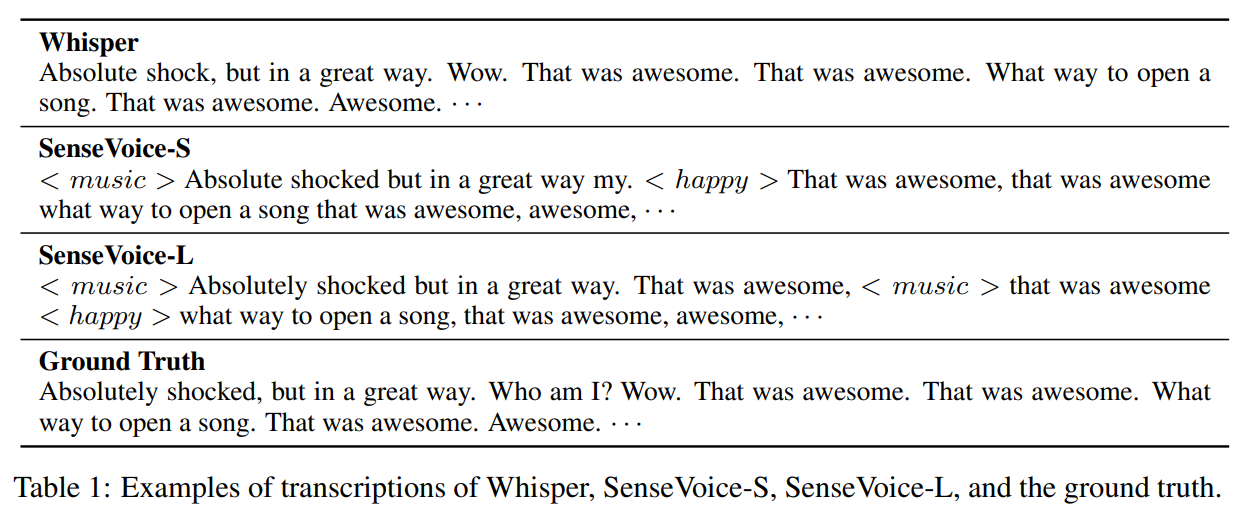 Whisper
Absolute shock, but in a great way. Wow. That was awesome. That was awesome. What way to open a
song. That was awesome. Awesome. · · ·
SenseVoice-S
< music > Absolute shocked but in a great way my. < happy > That was awesome, that was awesome
what way to open a song that was awesome, awesome, · · ·
SenseVoice-L
< music > Absolutely shocked but in a great way. That was awesome, < music > that was awesome
< happy > what way to open a song, that was awesome, awesome, · · ·
Ground Truth
Absolutely shocked, but in a great way. Who am I? Wow. That was awesome. That was awesome. What
way to open a song. That was awesome. Awesome. · · ·
Table 1: Examples of transcriptions of Whisper, SenseVoice-S, SenseVoice-L, and the ground truth.